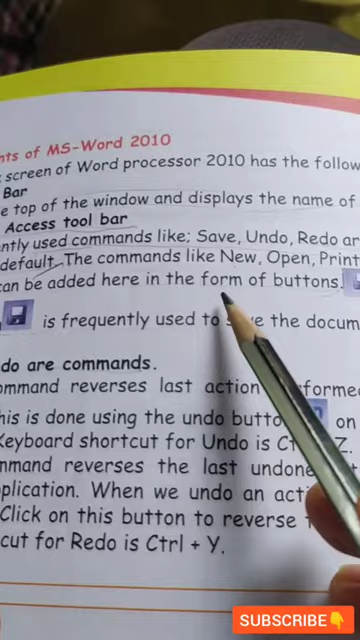 nts of MS-Word 2010
screen of Word processor 2010 has the follow
Bar
e top of the window and displays the name of
Access tool bar
ntly used commands like; Save, Undo, Redo ar
default. The commands like New, Open, Print
can be added here in the form of buttons.
is frequently used to save the docum
do are commands.
ommand reverses last action formed
his is done using the undo butto on
Keyboard shortcut for Undo is Ct Z.
mmand reverses the last undone
plication. When we undo an acti
Click on this button to reverse
cut for Redo is Ctrl + Y.
SUBSCRIBE